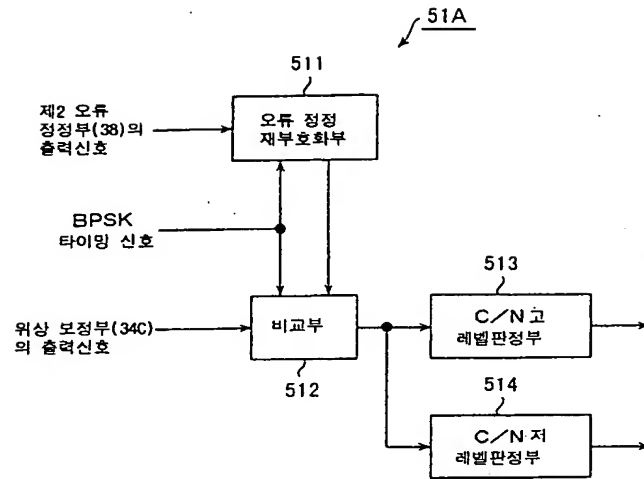 51A
511
제2 오류
정정부(38)의
출력신호
오류 정정
재부호화부
BPSK
타이밍 신호
513
위상 보정부(34C)
의 출력신호
비교부
C/N고
레벨판정부
512
514
C/N 저
레벨판정부